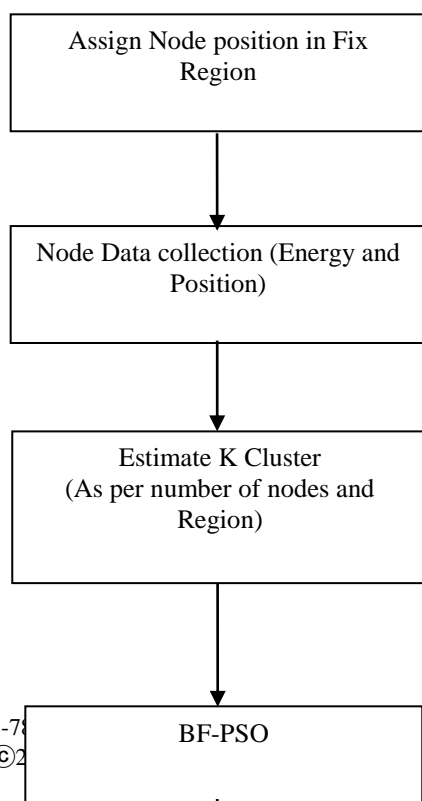 Assign Node position in Fix
Region
Node Data collection (Energy and
Position)
Estimate K Cluster
(As per number of nodes and
Region)
BF-PSO